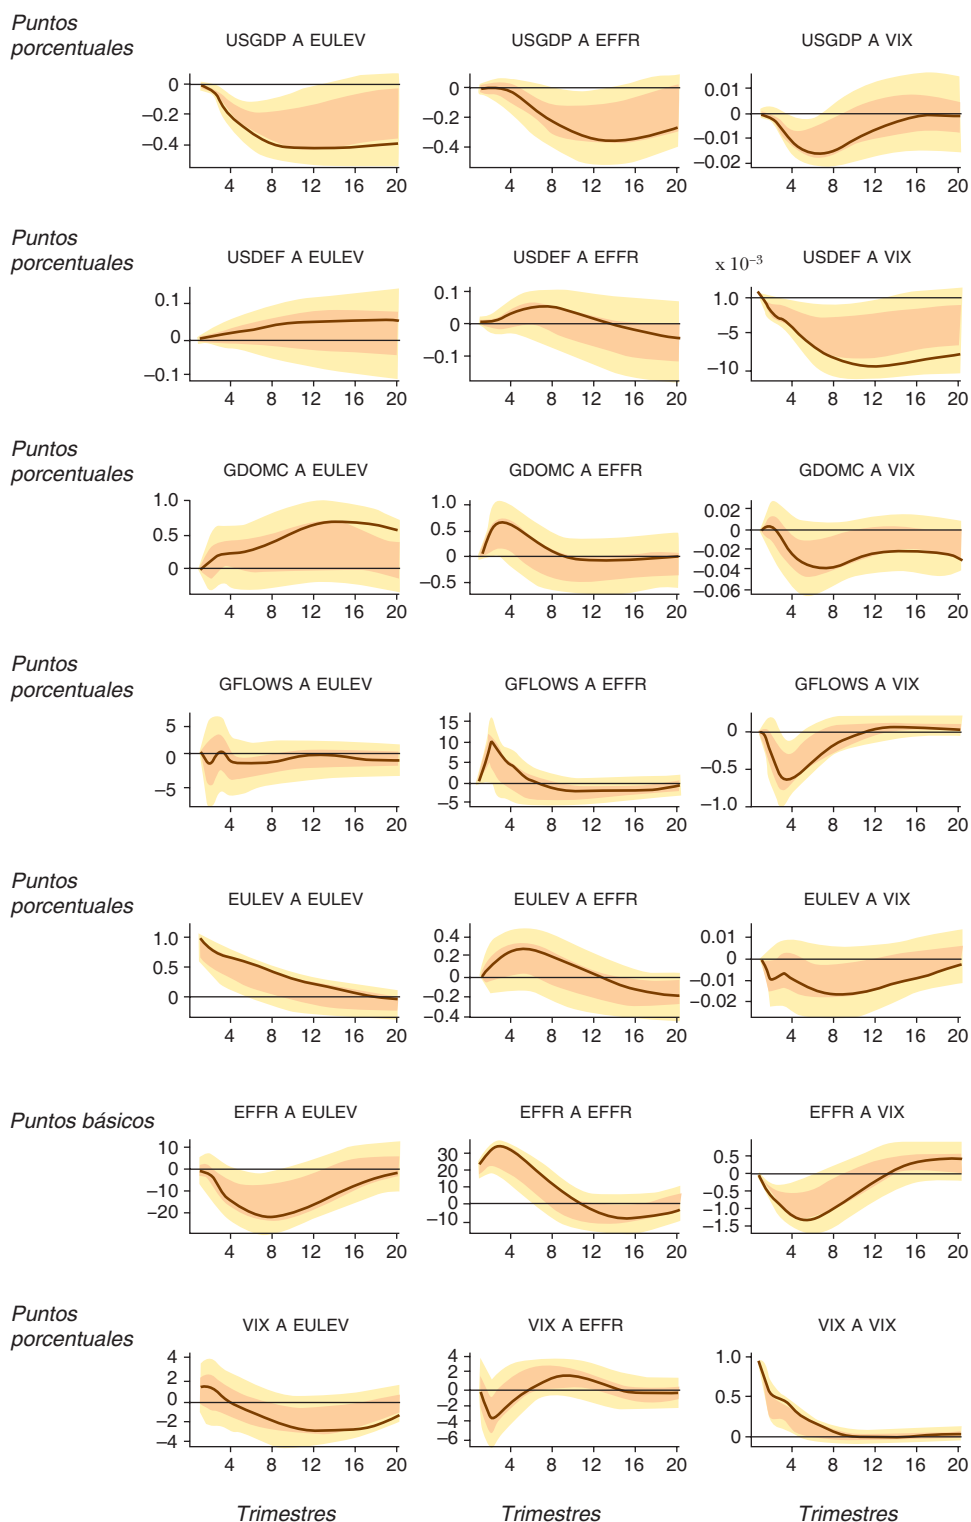 Puntos
porcentuales
USGDP A EULEV
USGDP A EFFR
USGDP A VIX
0
−0.2
−0.4
4 8 12 16 20
0
−0.2
−0.4
4 8 12 16 20
0.01
0
−0.01
−0.02
4 8 12 16 20
Puntos
porcentuales
USDEF A EULEV
USDEF A EFFR
x 10⁻³ USDEF A VIX
0.1
0
−0.1
4 8 12 16 20
0.1
0
−0.1
4 8 12 16 20
1.0
−5
−10
4 8 12 16 20
Puntos
porcentuales
GDOMC A EULEV
GDOMC A EFFR
GDOMC A VIX
1.0
0.5
0
4 8 12 16 20
1.0
0.5
0
−0.5
4 8 12 16 20
0.02
0
−0.02
−0.04
−0.06
4 8 12 16 20
Puntos
porcentuales
GFLOWS A EULEV
GFLOWS A EFFR
GFLOWS A VIX
5
0
−5
4 8 12 16 20
15
10
5
0
−5
4 8 12 16 20
0
−0.5
−1.0
4 8 12 16 20
Puntos
porcentuales
EULEV A EULEV
EULEV A EFFR
EULEV A VIX
1.0
0.5
0
4 8 12 16 20
0.4
0.2
0
−0.2
−0.4
4 8 12 16 20
0.01
0
−0.01
−0.02
4 8 12 16 20
Puntos básicos
EFFR A EULEV
EFFR A EFFR
EFFR A VIX
10
0
−10
−20
4 8 12 16 20
30
20
10
0
−10
4 8 12 16 20
0.5
0
−0.5
−1.0
−1.5
4 8 12 16 20
Puntos
porcentuales
VIX A EULEV
VIX A EFFR
VIX A VIX
4
2
0
−2
−4
4 8 12 16 20
4
2
0
−2
−4
−6
4 8 12 16 20
1.0
0.5
0
4 8 12 16 20
Trimestres
Trimestres
Trimestres